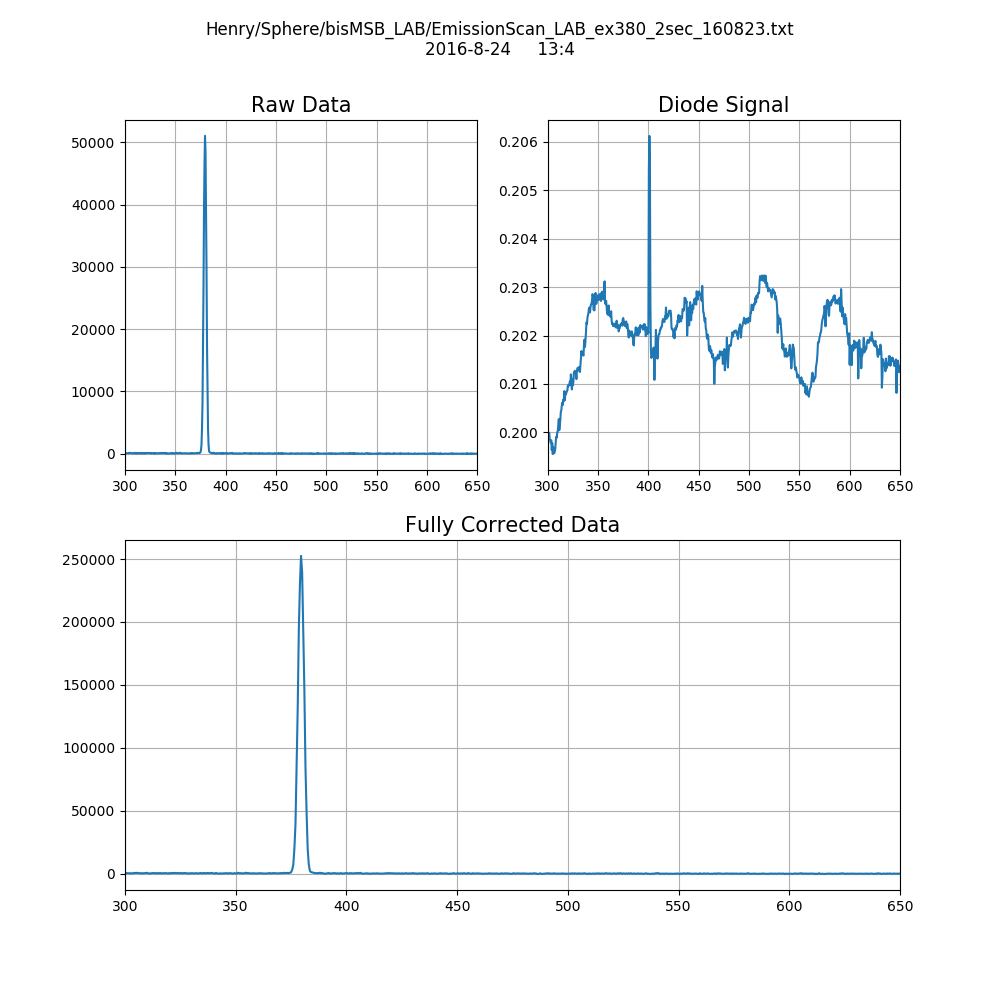 Henry/Sphere/bisMSB_LAB/EmissionScan_LAB_ex380_2sec_160823.txt
2016-8-24 13:4
Raw Data
50000
40000
30000
20000
10000
0
300 350 400 450 500 550 600 650
Diode Signal
0.206
0.205
0.204
0.203
0.202
0.201
0.200
300 350 400 450 500 550 600 650
Fully Corrected Data
250000
200000
150000
100000
50000
0
300 350 400 450 500 550 600 650